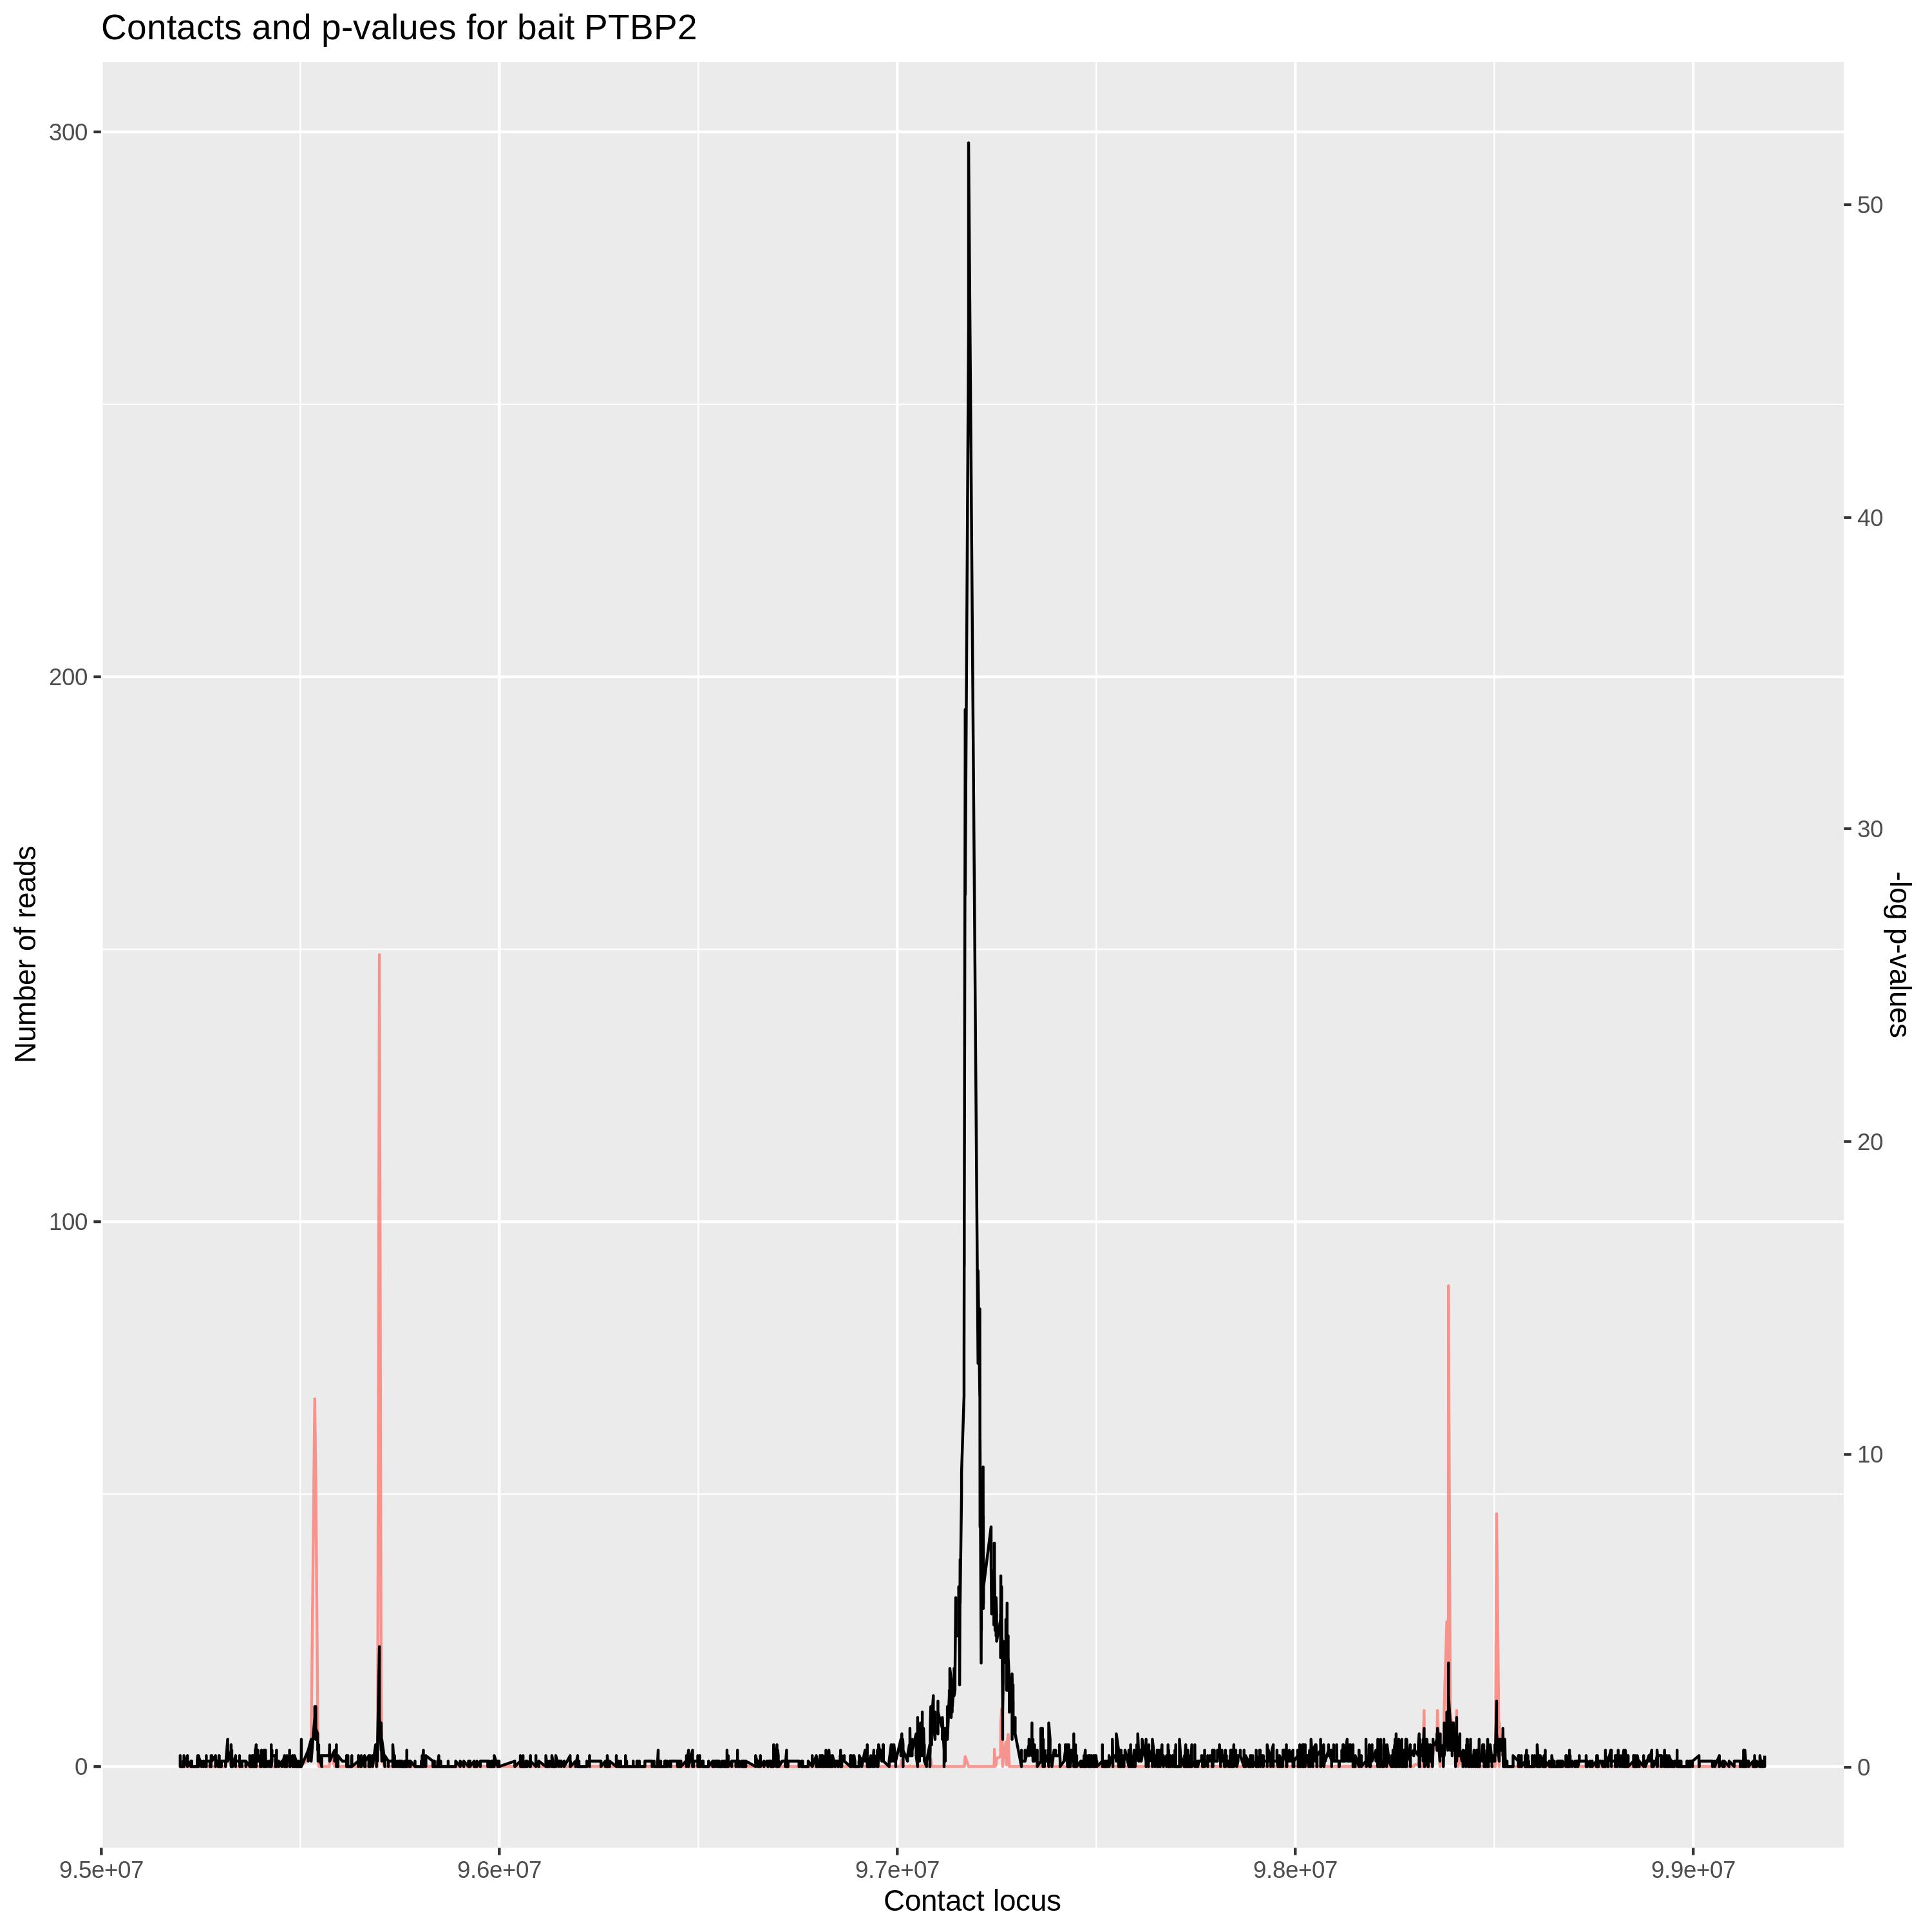 Contacts and p-values for bait PTBP2
300
200
100
0
Number of reads
50
40
30
20
10
0
-log p-values
9.5e+07
9.6e+07
9.7e+07
9.8e+07
9.9e+07
Contact locus